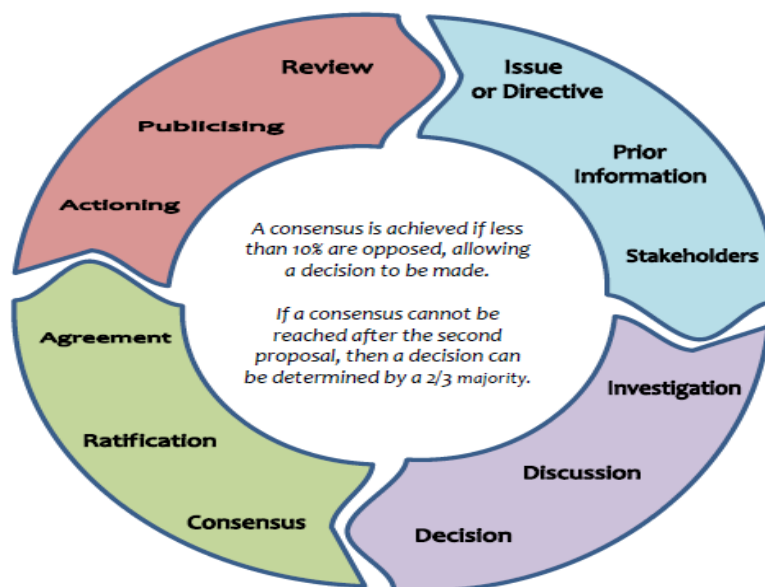 Issue
or Directive
Prior
Information
Stakeholders
Investigation
Discussion
Decision
Consensus
Ratification
Agreement
Actioning
Publicising
Review
A consensus is achieved if less
than 10% are opposed, allowing
a decision to be made.
If a consensus cannot be
reached after the second
proposal, then a decision can
be determined by a 2/3 majority.